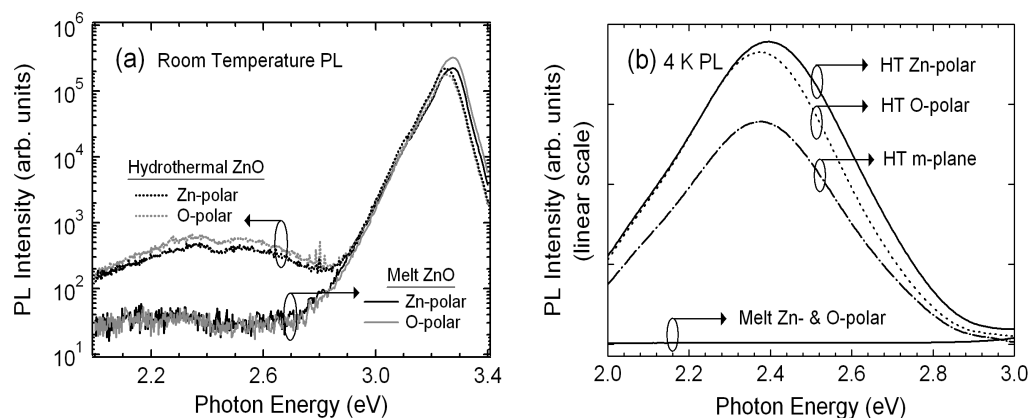 (a) Room Temperature PL
PL Intensity (arb. units)
10^6
10^5
10^4
10^3
10^2
10^1
Hydrothermal ZnO
Zn-polar
O-polar
Melt ZnO
Zn-polar
O-polar
2.2 2.6 3.0 3.4
Photon Energy (eV)
(b) 4 K PL
PL Intensity (arb. units)
(linear scale)
HT Zn-polar
HT O-polar
HT m-plane
Melt Zn- & O-polar
2.0 2.2 2.4 2.6 2.8 3.0
Photon Energy (eV)